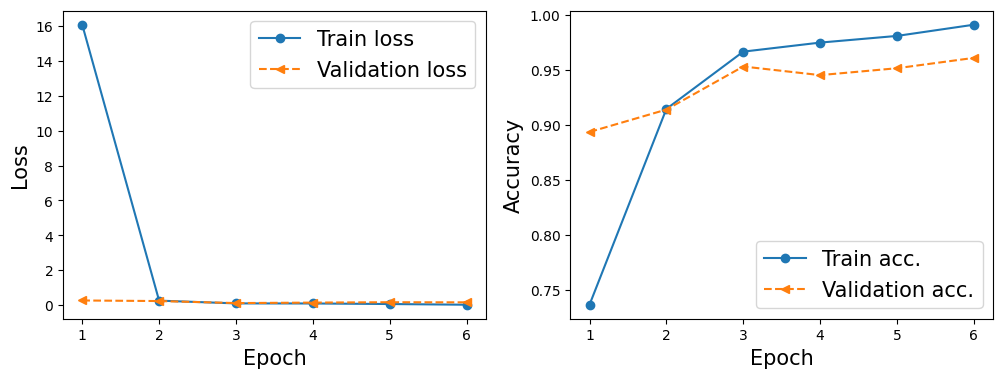 16
14
12
10
8
6
4
2
0
1 2 3 4 5 6
Loss
Epoch
Train loss
Validation loss
1.00
0.95
0.90
0.85
0.80
0.75
1 2 3 4 5 6
Accuracy
Epoch
Train acc.
Validation acc.